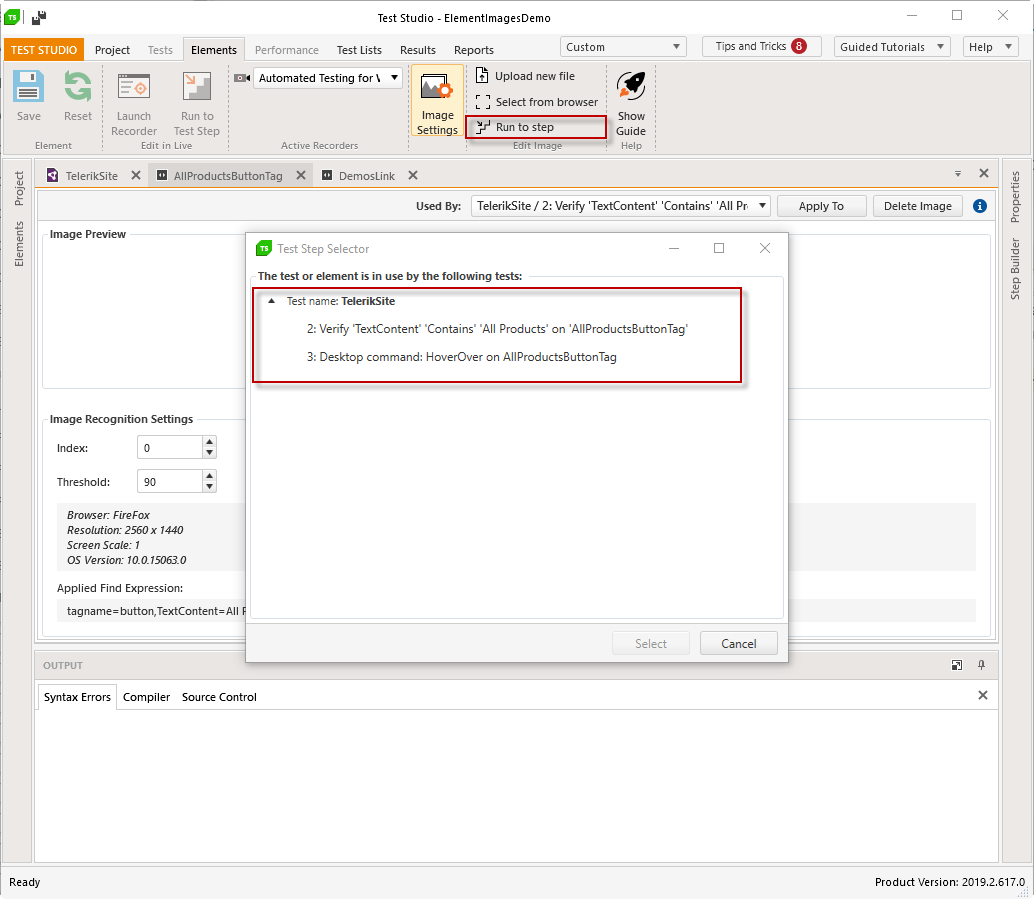 TS
Test Studio - ElementImagesDemo
TEST STUDIO Project Tests Elements Performance Test Lists Results Reports Custom Tips and Tricks 8 Guided Tutorials Help
Save
Reset
Launch Recorder
Run to Test Step
Automated Testing for
Image Settings
Upload new file
Select from browser
Run to step
Show Guide
Element
Edit in Live
Active Recorders
Edit Image
Help
Project
Elements
TelerikSite
AllProductsButtonTag
DemosLink
Properties
Step Builder
Used By: TelerikSite / 2: Verify 'TextContent' 'Contains' 'All Pr Apply To Delete Image
Image Preview
TS Test Step Selector
The test or element is in use by the following tests:
Test name: TelerikSite
2: Verify 'TextContent' 'Contains' 'All Products' on 'AllProductsButtonTag'
3: Desktop command: HoverOver on AllProductsButtonTag
Select Cancel
Image Recognition Settings
Index: 0
Threshold: 90
Browser: FireFox
Resolution: 2560 x 1440
Screen Scale: 1
OS Version: 10.0.15063.0
Applied Find Expression:
tagname=button,TextContent=All
OUTPUT
Syntax Errors Compiler Source Control
Ready
Product Version: 2019.2.617.0